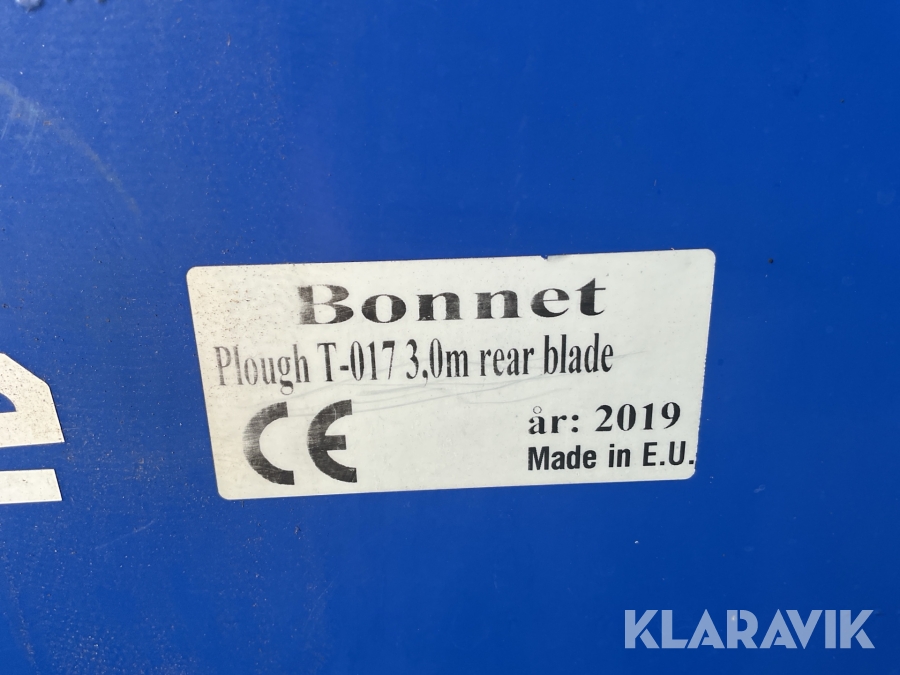 Bonnet
Plough T-017 3,0m rear blade
CE
år: 2019
Made in E.U.
KLARAVIK